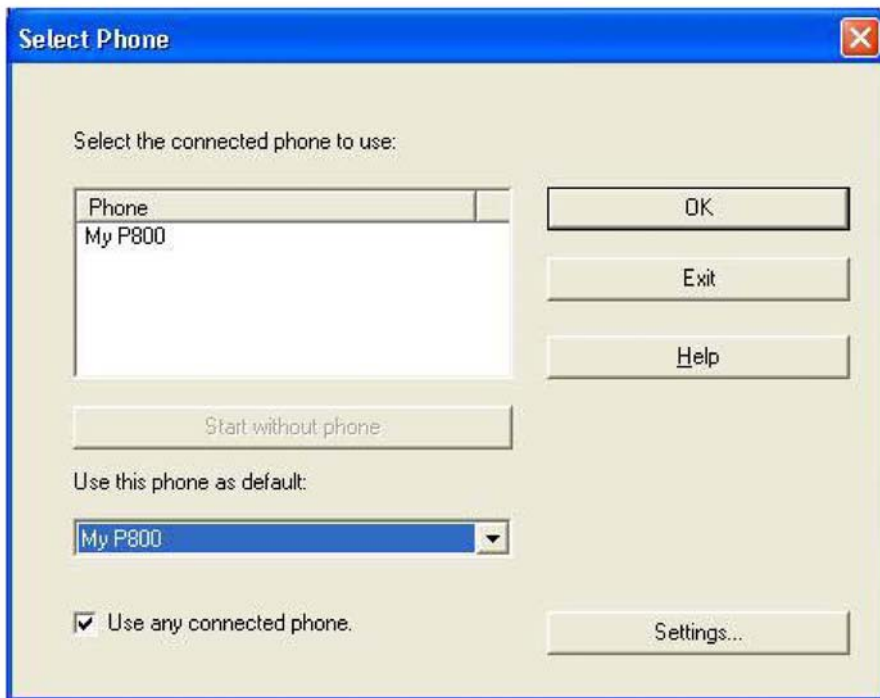 Select Phone
Select the connected phone to use:
Phone
My P800
OK
Exit
Help
Start without phone
Use this phone as default:
My P800
Use any connected phone.
Settings...